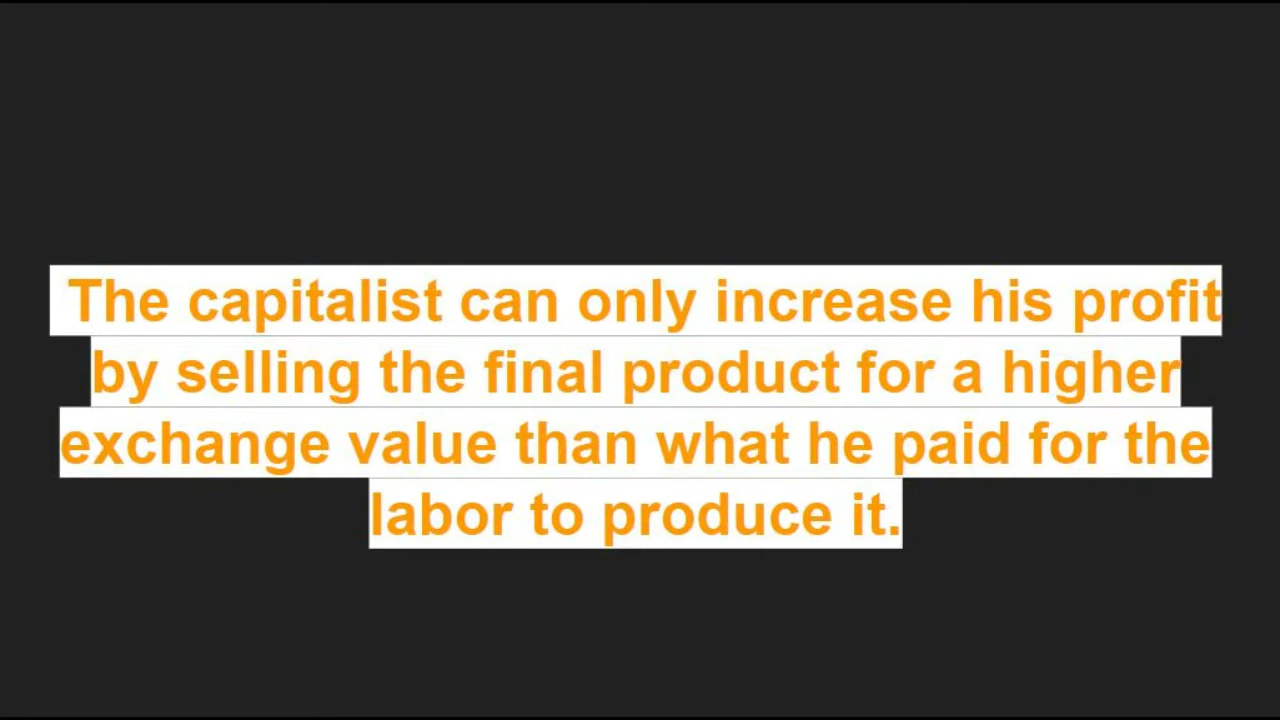 The capitalist can only increase his profit
by selling the final product for a higher
exchange value than what he paid for the
labor to produce it.